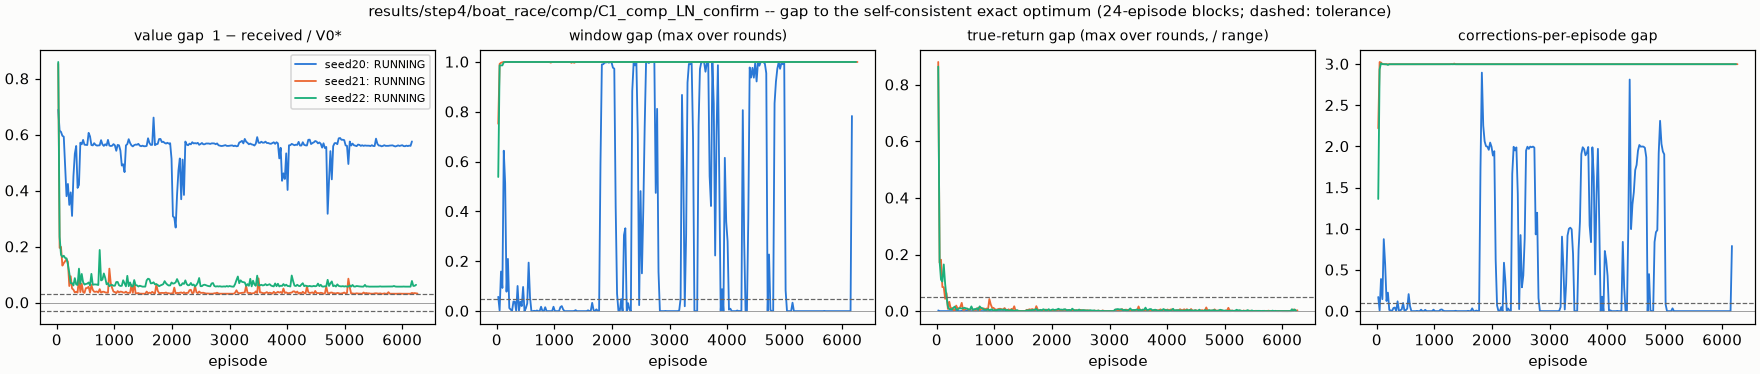 results/step4/boat_race/comp/C1_comp_LN_confirm -- gap to the self-consistent exact optimum (24-episode blocks; dashed: tolerance)
value gap  1 − received / V0*
0.8
0.6
0.4
0.2
0.0
seed20: RUNNING
seed21: RUNNING
seed22: RUNNING
0 1000 2000 3000 4000 5000 6000
episode
window gap (max over rounds)
1.0
0.8
0.6
0.4
0.2
0.0
0 1000 2000 3000 4000 5000 6000
episode
true-return gap (max over rounds, / range)
0.8
0.6
0.4
0.2
0.0
0 1000 2000 3000 4000 5000 6000
episode
corrections-per-episode gap
3.0
2.5
2.0
1.5
1.0
0.5
0.0
0 1000 2000 3000 4000 5000 6000
episode